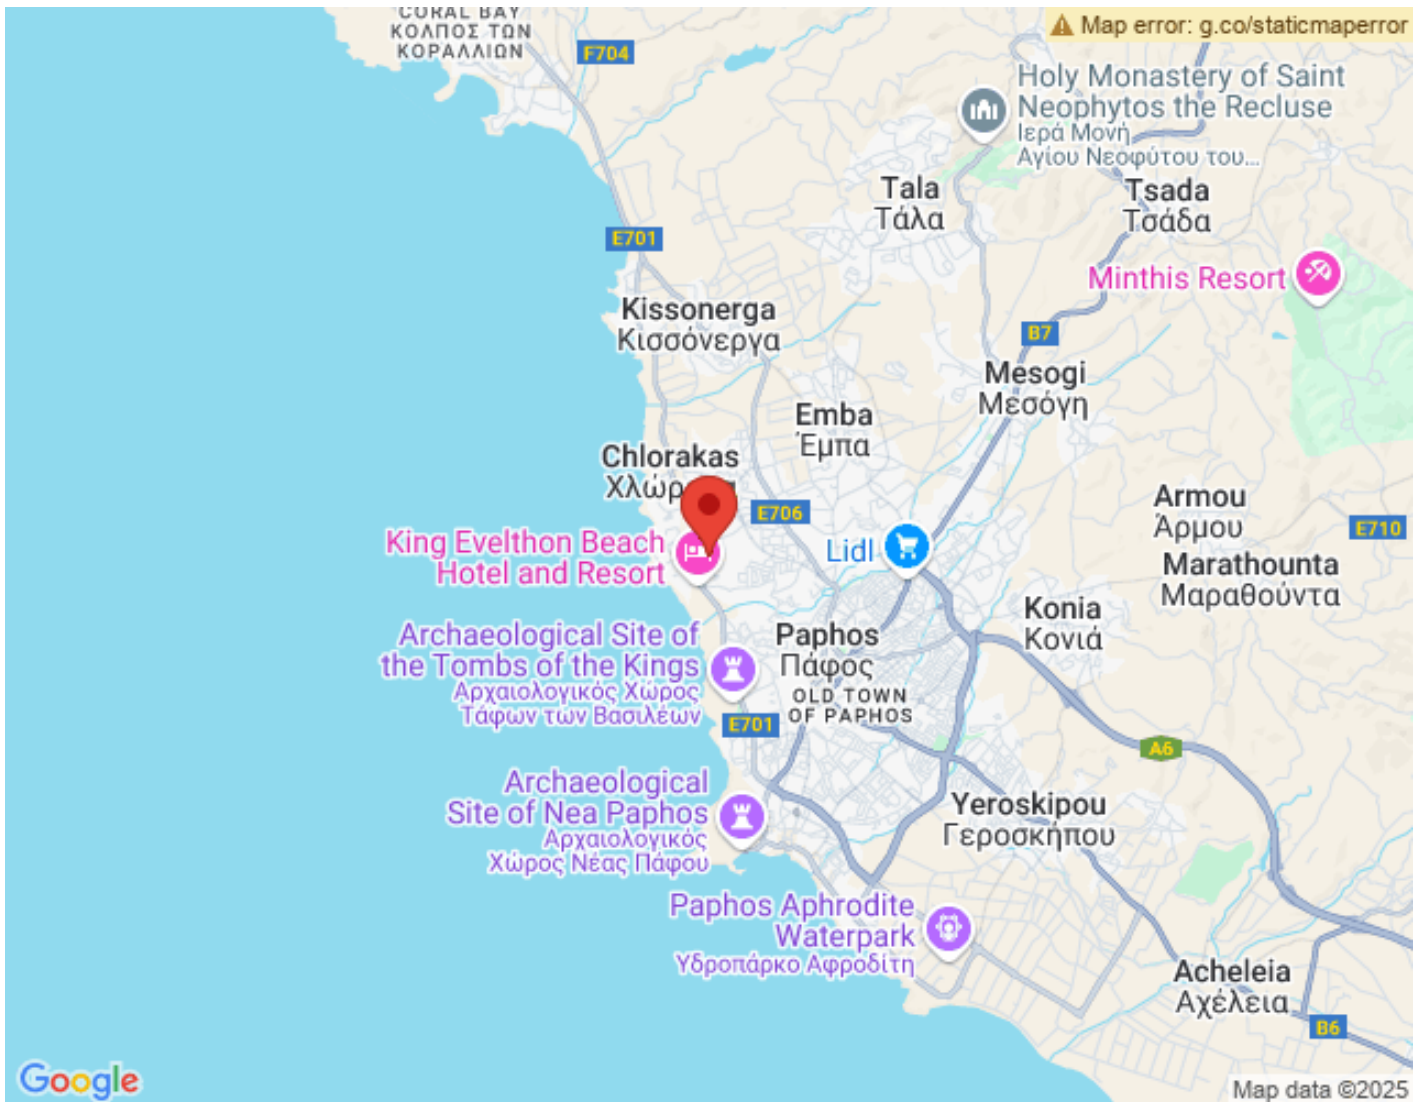 CORAL BAY
ΚΟΛΠΟΣ ΤΩΝ
ΚΟΡΑΛΛΙΩΝ
F704
Map error: g.co/staticmaperror
Holy Monastery of Saint
Neophytos the Recluse
Ιερά Μονή
Αγίου Νεοφύτου του...
Tala
Τάλα
Tsada
Τσάδα
E701
Minthis Resort
Kissonerga
Κισσόνεργα
B7
Mesogi
Μεσόγη
Emba
Έμπα
Chlorakas
E706
Armou
Άρμου
E710
King Evelthon Beach
Hotel and Resort
Lidl
Marathounta
Μαραθούντα
Konia
Κονιά
Archaeological Site of
the Tombs of the Kings
Αρχαιολογικός Χώρος
Τάφων των Βασιλέων
Paphos
Πάφος
OLD TOWN
OF PAPHOS
E701
A6
Archaeological
Site of Nea Paphos
Αρχαιολογικός
Χώρος Νέας Πάφου
Yeroskipou
Γεροσκήπου
Paphos Aphrodite
Waterpark
Υδροπάρκο Αφροδίτη
Acheleia
Αχέλεια
B6
Google
Map data ©2025